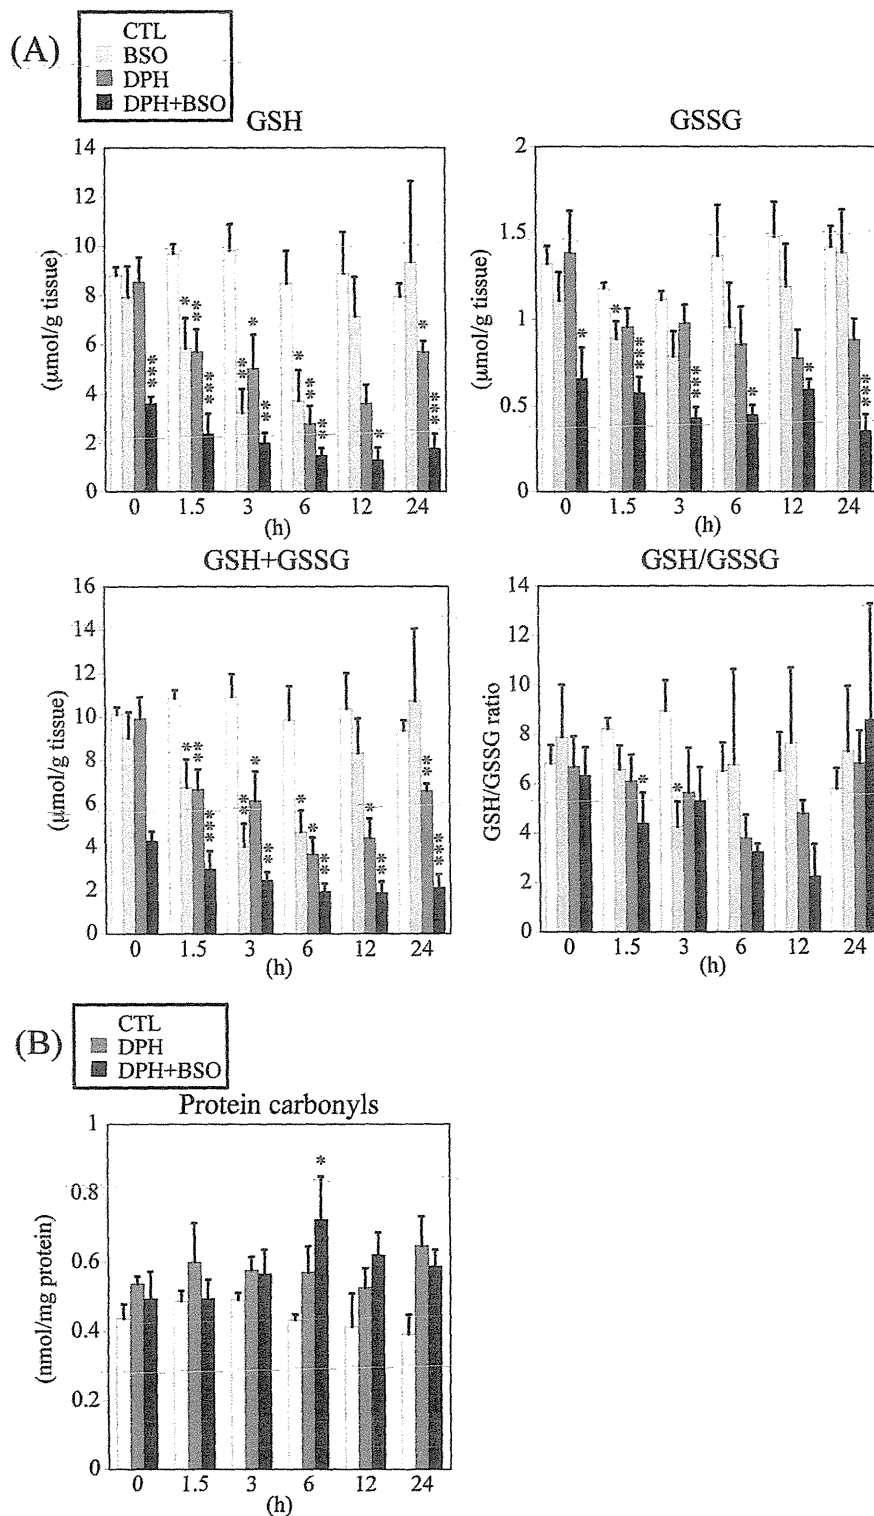 (A)
CTL
BSO
DPH
DPH+BSO
GSH
14
12
10
8
6
4
2
0
(µmol/g tissue)
***
* ** ***
** * **
* ** **
*
* ***
0 1.5 3 6 12 24
(h)
GSSG
2
1.5
1
0.5
0
(µmol/g tissue)
*
* ***
***
*
*
***
0 1.5 3 6 12 24
(h)
GSH+GSSG
16
14
12
10
8
6
4
2
0
(µmol/g tissue)
** ** ***
** * **
* * **
* **
** ***
0 1.5 3 6 12 24
(h)
GSH/GSSG
14
12
10
8
6
4
2
0
GSH/GSSG ratio
*
*
0 1.5 3 6 12 24
(h)
(B)
CTL
DPH
DPH+BSO
Protein carbonyls
1
0.8
0.6
0.4
0.2
0
(nmol/mg protein)
*
0 1.5 3 6 12 24
(h)